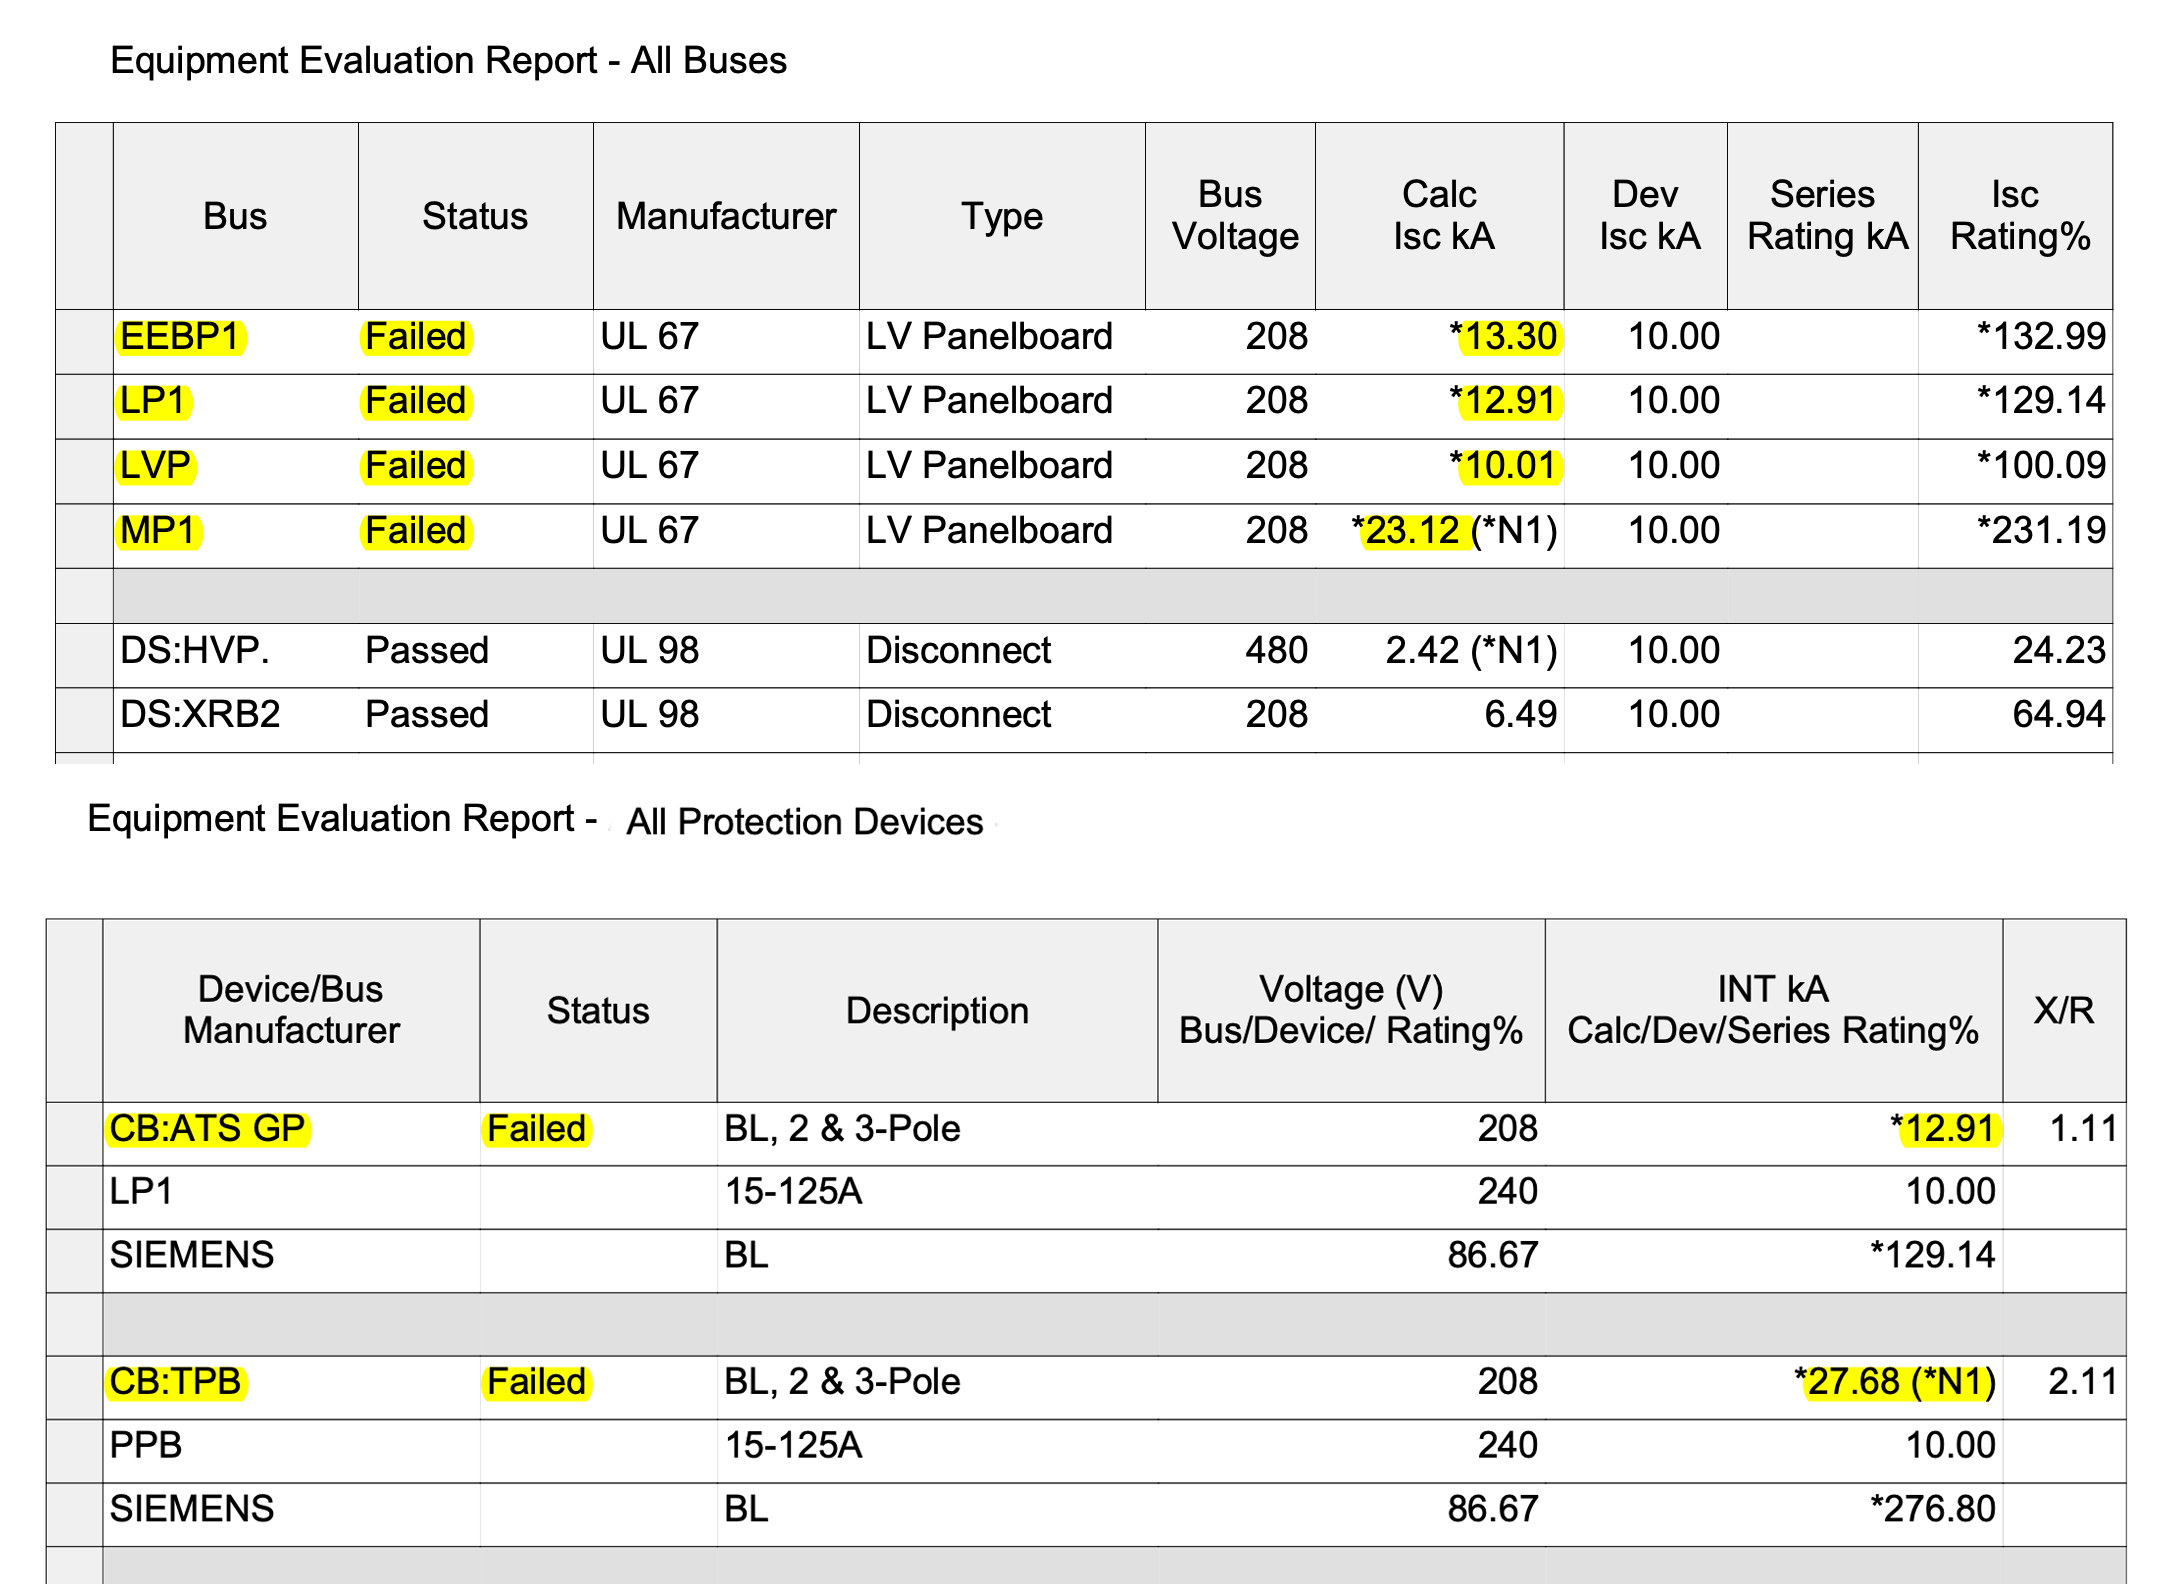 Equipment Evaluation Report - All Buses
Bus Status Manufacturer Type Bus Voltage Calc Isc kA Dev Isc kA Series Rating kA Isc Rating%
EEBP1 Failed UL 67 LV Panelboard 208 *13.30 10.00 *132.99
LP1 Failed UL 67 LV Panelboard 208 *12.91 10.00 *129.14
LVP Failed UL 67 LV Panelboard 208 *10.01 10.00 *100.09
MP1 Failed UL 67 LV Panelboard 208 *23.12 (*N1) 10.00 *231.19
DS:HVP. Passed UL 98 Disconnect 480 2.42 (*N1) 10.00 24.23
DS:XRB2 Passed UL 98 Disconnect 208 6.49 10.00 64.94
Equipment Evaluation Report - All Protection Devices
Device/Bus Manufacturer Status Description Voltage (V) Bus/Device/ Rating% INT kA Calc/Dev/Series Rating% X/R
CB:ATS GP Failed BL, 2 & 3-Pole 208 *12.91 1.11
LP1 15-125A 240 10.00
SIEMENS BL 86.67 *129.14
CB:TPB Failed BL, 2 & 3-Pole 208 *27.68 (*N1) 2.11
PPB 15-125A 240 10.00
SIEMENS BL 86.67 *276.80